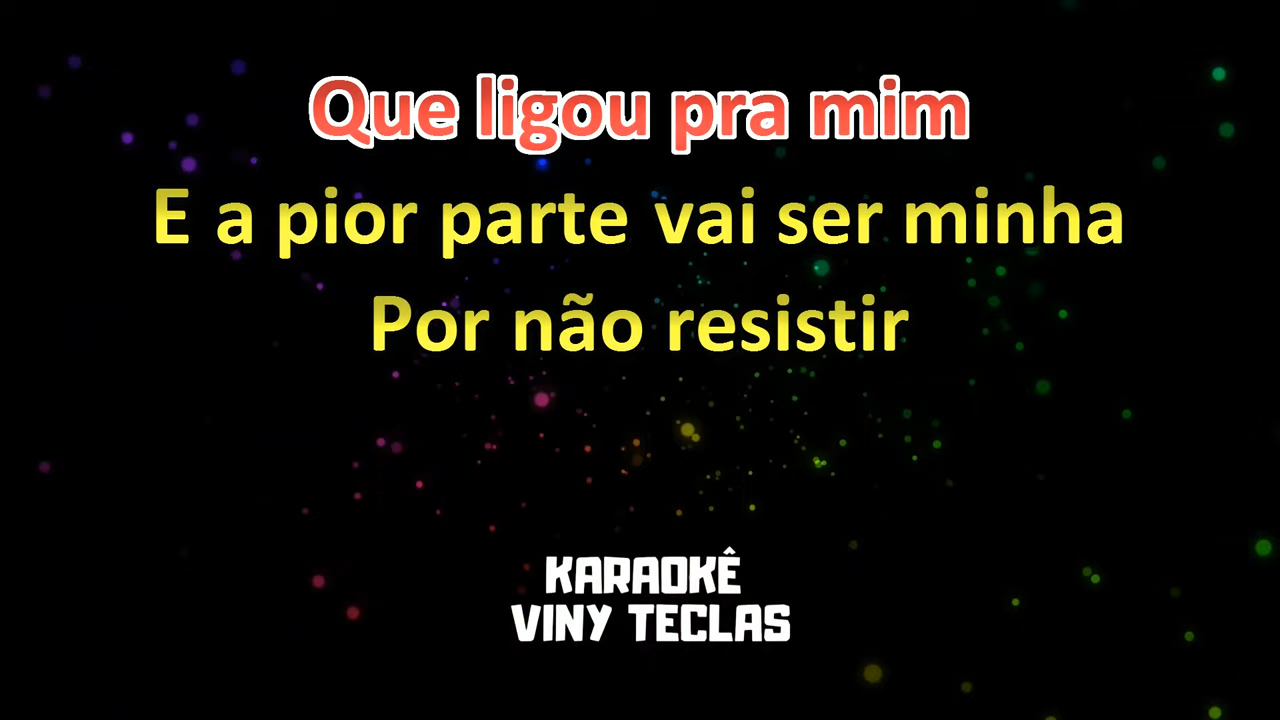 Que ligou pra mim
E a pior parte vai ser minha
Por não resistir
KARAOKÊ
VINY TECLAS